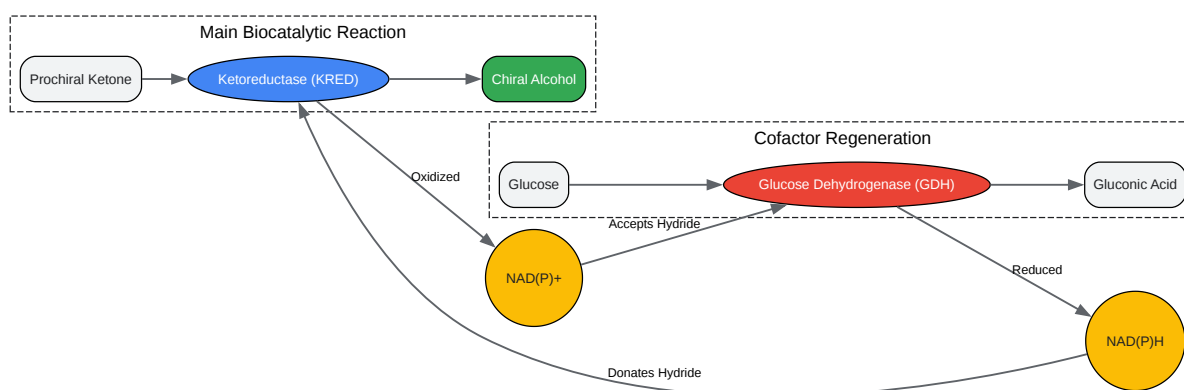 Main Biocatalytic Reaction
Prochiral Ketone
Ketoreductase (KRED)
Chiral Alcohol
Cofactor Regeneration
Oxidized
Glucose
Glucose Dehydrogenase (GDH)
Gluconic Acid
Accepts Hydride
NAD(P)+
Reduced
NAD(P)H
Donates Hydride